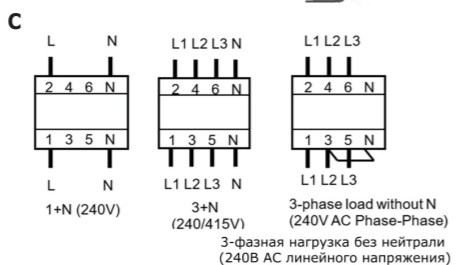 C
L N
2 4 6 N
1 3 5 N
L N
1+N (240V)
L1 L2 L3 N
2 4 6 N
1 3 5 N
L1 L2 L3 N
3+N
(240/415V)
L1 L2 L3
2 4 6 N
1 3 5 N
L1 L2 L3
3-phase load without N
(240V AC Phase-Phase)
3-фазная нагрузка без нейтрали
(240В АС линейного напряжения)